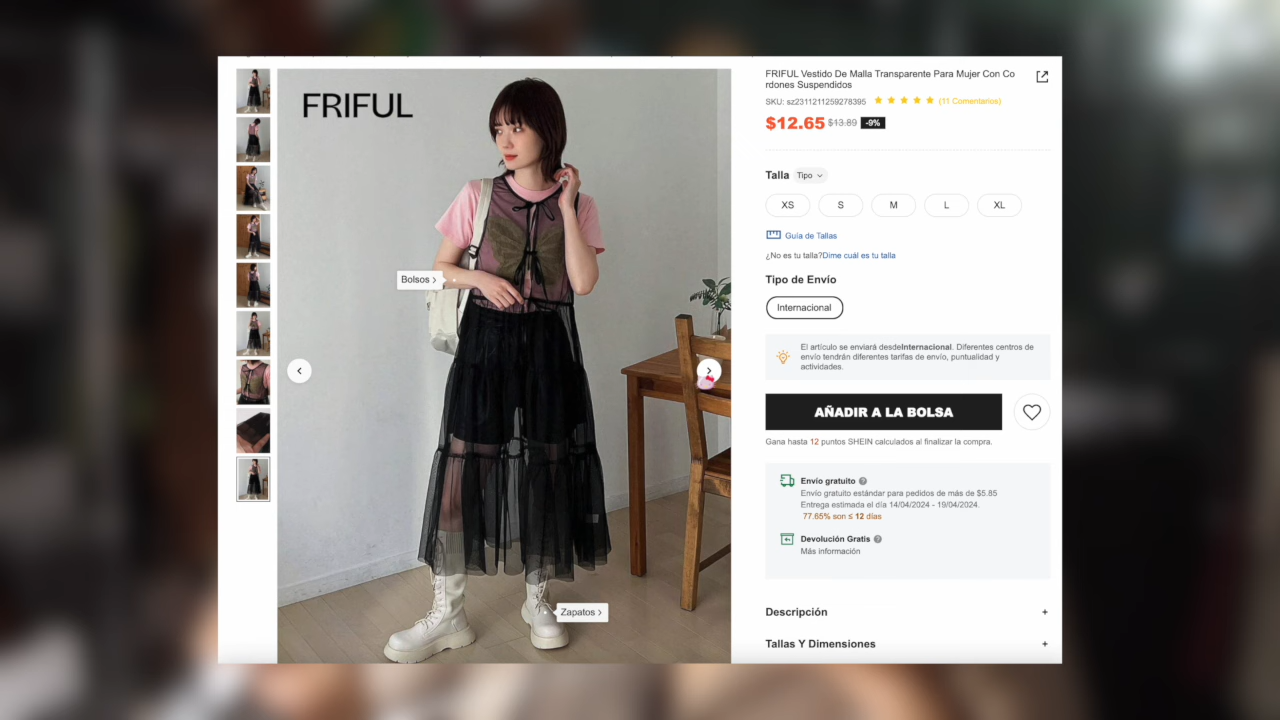 FRIFUL
Bolsos >
Zapatos >
FRIFUL Vestido De Malla Transparente Para Mujer Con Co
rdones Suspendidos
SKU: sz2311211259278395 (11 Comentarios)
$12.65 $13.89 -9%
Talla Tipo
XS S M L XL
Guía de Tallas
¿No es tu talla?Dime cuál es tu talla
Tipo de Envío
Internacional
El artículo se enviará desdeInternacional. Diferentes centros de
envío tendrán diferentes tarifas de envío, puntualidad y
actividades.
AÑADIR A LA BOLSA
Gana hasta 12 puntos SHEIN calculados al finalizar la compra.
Envío gratuito ?
Envío gratuito estándar para pedidos de más de $5.85
Entrega estimada el día 14/04/2024 - 19/04/2024.
77.65% son ≤ 12 días
Devolución Gratis ?
Más información
Descripción +
Tallas Y Dimensiones +